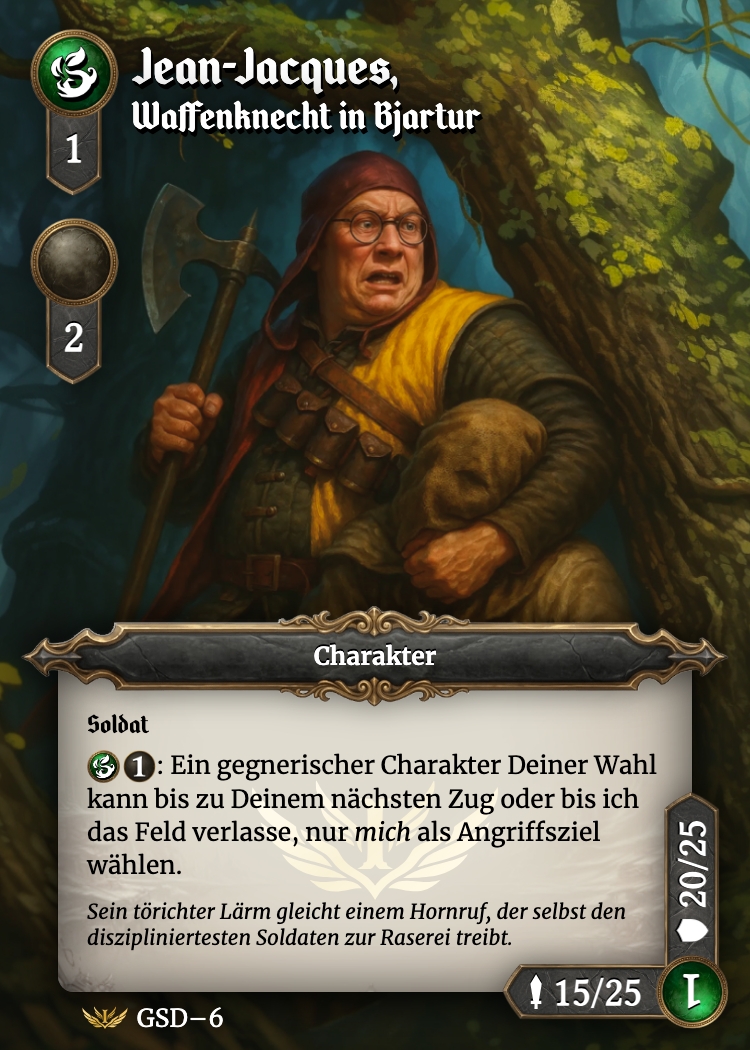 Jean-Jacques,
Waffenknecht in Bjartur
1
2
Charakter
Soldat
1: Ein gegnerischer Charakter Deiner Wahl
kann bis zu Deinem nächsten Zug oder bis ich
das Feld verlasse, nur mich als Angriffsziel
wählen.
Sein törichter Lärm gleicht einem Hornruf, der selbst den
diszipliniertesten Soldaten zur Raserei treibt.
20/25
15/25
1
GSD–6